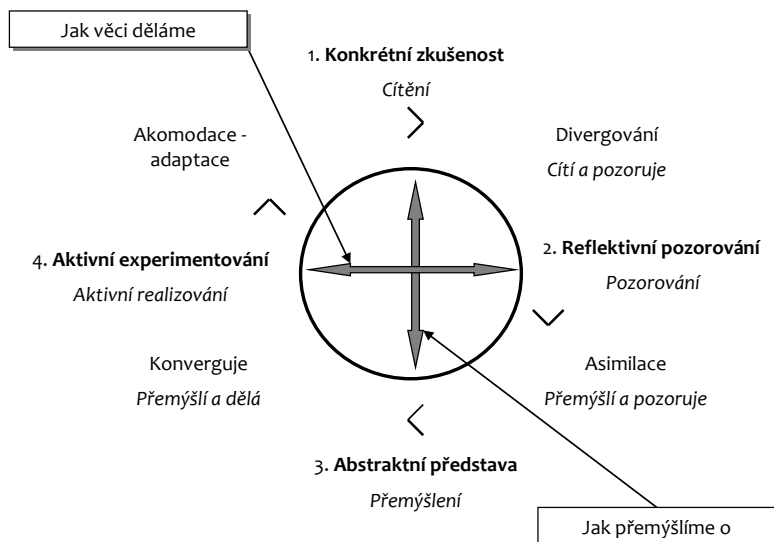 Jak věci děláme
1. Konkrétní zkušenost
Cítění
Akomodace -
adaptace
Divergování
Cítí a pozoruje
4. Aktivní experimentování
Aktivní realizování
2. Reflektivní pozorování
Pozorování
Konverguje
Přemýšlí a dělá
Asimilace
Přemýšlí a pozoruje
3. Abstraktní představa
Přemýšlení
Jak přemýšlíme o